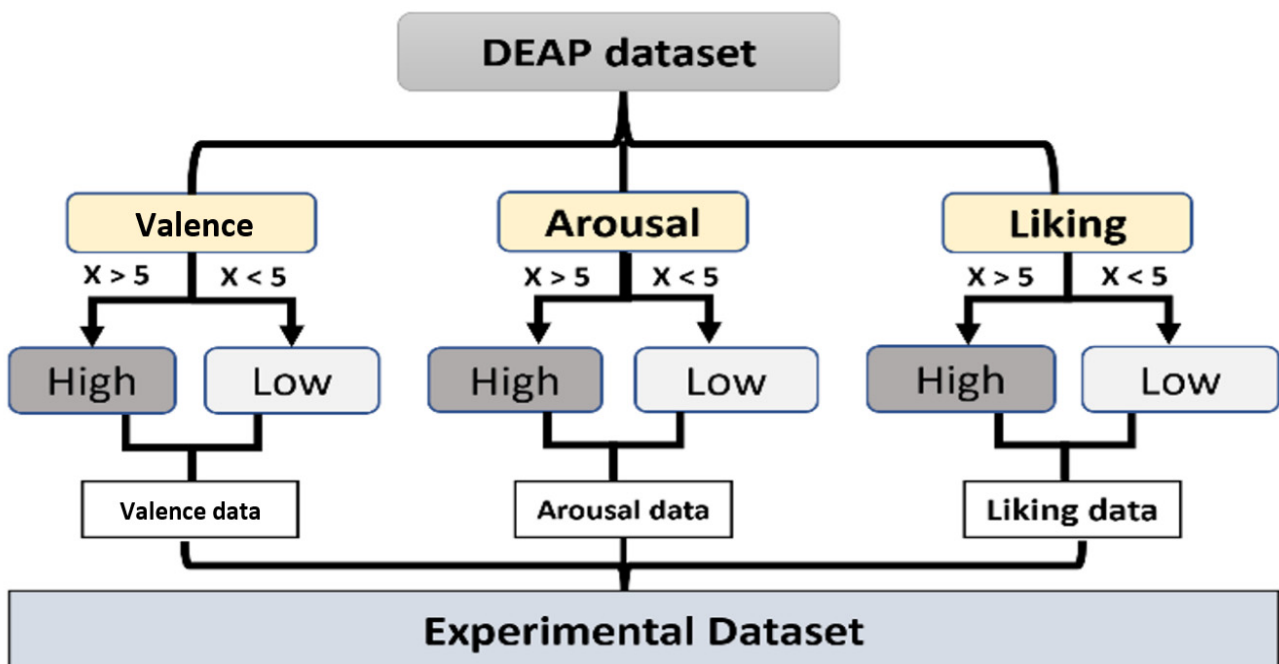 DEAP dataset
Valence
Arousal
Liking
X > 5
X < 5
X > 5
X < 5
X > 5
X < 5
High
Low
High
Low
High
Low
Valence data
Arousal data
Liking data
Experimental Dataset